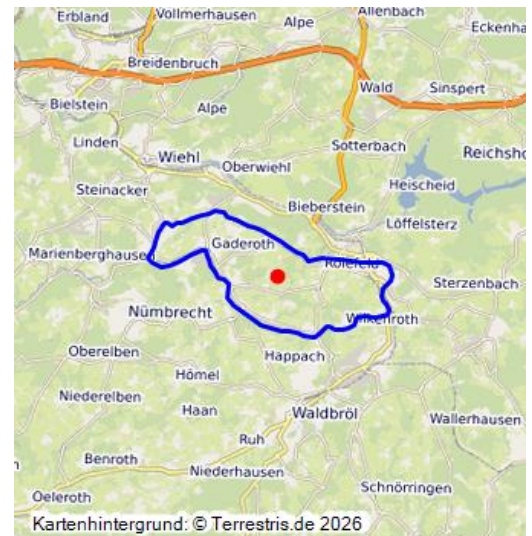 Erbland
Vollmerhausen
Alpe
Allenbach
Eckenha
Breidenbruch
Bielstein
Alpe
Wald
Sinspert
Linden
Wiehl
Oberwiehl
Sotterbach
Reichsho
Steinacker
Heischeid
Bieberstein
Löffelsterz
Marienberghausen
Gaderoth
Rolefeld
Sterzenbach
Nümbrecht
Wilkenroth
Oberelben
Happach
Hömel
Niederelben
Haan
Waldbröl
Wallerhausen
Ruh
Benroth
Niederhausen
Schnörringen
Oeleroth
Kartenhintergrund: © Terrestris.de 2026